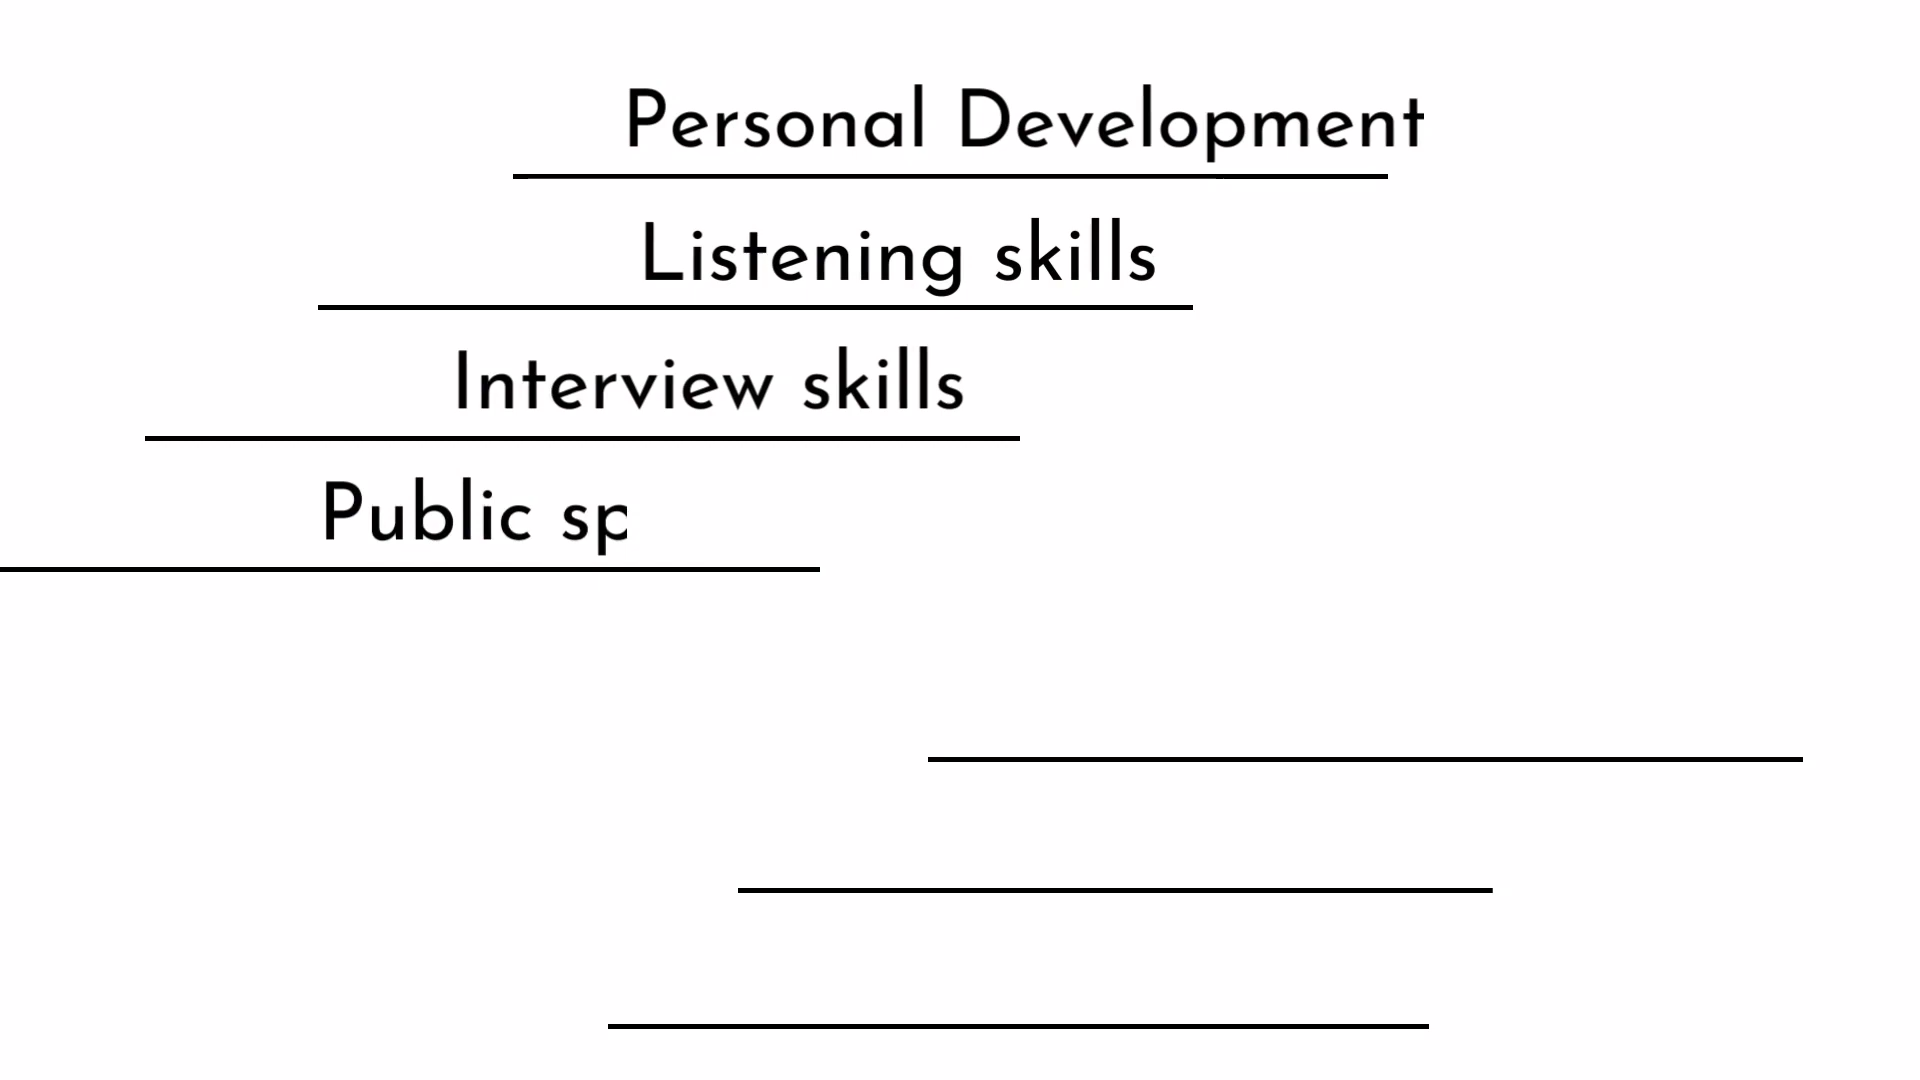 Personal Development
Listening skills
Interview skills
Public sp